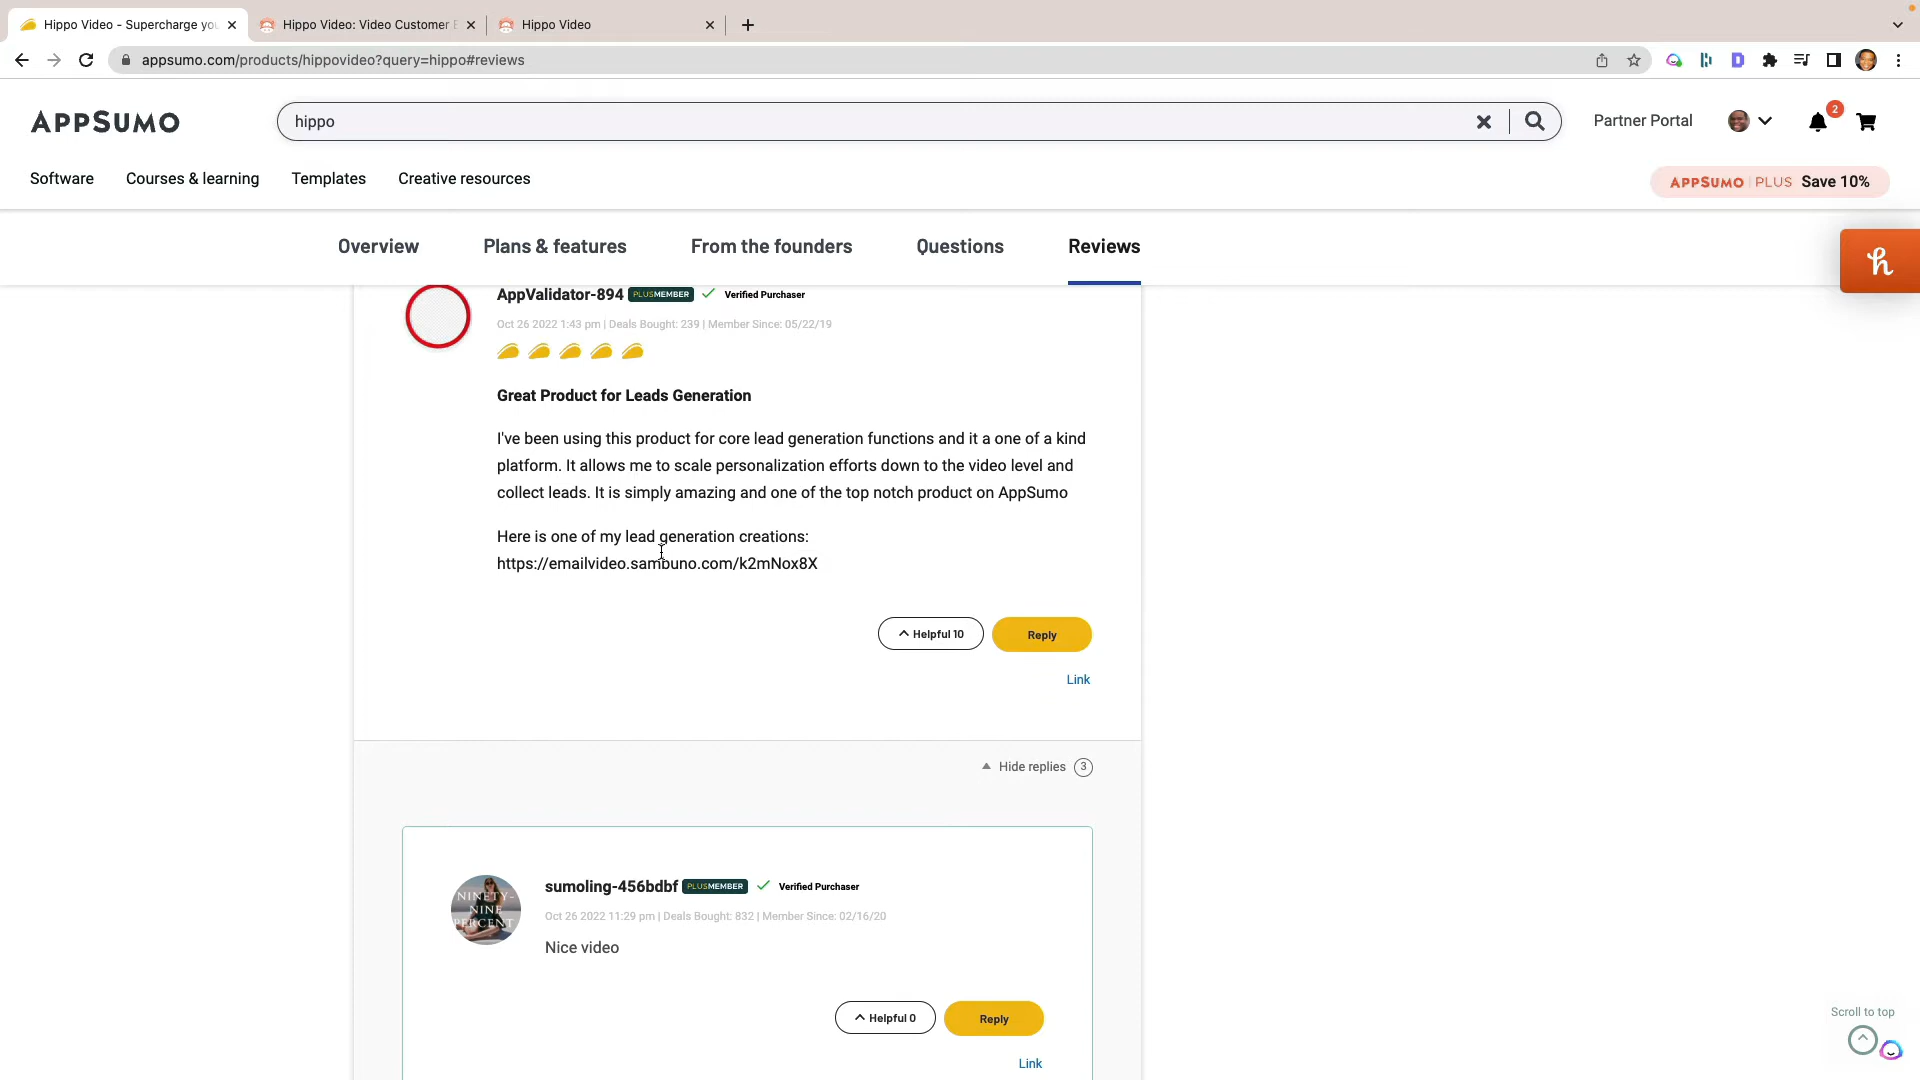 Hippo Video - Supercharge you
Hippo Video: Video Customer E
Hippo Video
appsumo.com/products/hippovideo?query=hippo#reviews
APPSUMO
hippo
Partner Portal
2
Software
Courses & learning
Templates
Creative resources
APPSUMO | PLUS Save 10%
Overview
Plans & features
From the founders
Questions
Reviews
AppValidator-894 PLUSMEMBER Verified Purchaser
Oct 26 2022 1:43 pm | Deals Bought: 239 | Member Since: 05/22/19
Great Product for Leads Generation
I've been using this product for core lead generation functions and it a one of a kind
platform. It allows me to scale personalization efforts down to the video level and
collect leads. It is simply amazing and one of the top notch product on AppSumo
Here is one of my lead generation creations:
https://emailvideo.sambuno.com/k2mNox8X
Helpful 10
Reply
Link
Hide replies 3
NINETY-
NINE
PERCENT
sumoling-456bdbf PLUSMEMBER Verified Purchaser
Oct 26 2022 11:29 pm | Deals Bought: 832 | Member Since: 02/16/20
Nice video
Helpful 0
Reply
Link
Scroll to top